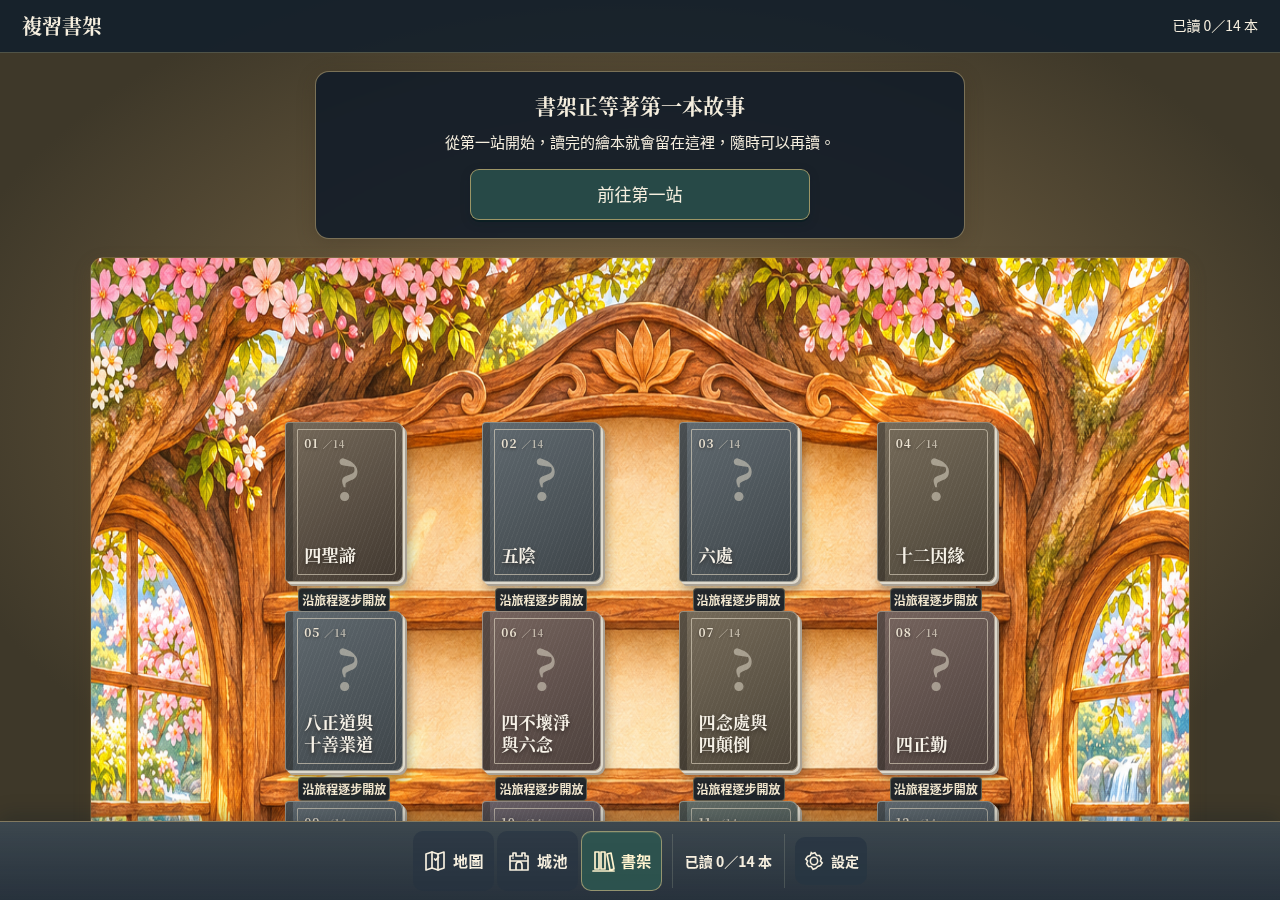 複習書架
已讀 0／14 本
書架正等著第一本故事
從第一站開始，讀完的繪本就會留在這裡，隨時可以再讀。
前往第一站
01 ／14
?
四聖諦
02 ／14
?
五陰
03 ／14
?
六處
04 ／14
?
十二因緣
沿旅程逐步開放
沿旅程逐步開放
沿旅程逐步開放
沿旅程逐步開放
05 ／14
?
八正道與
十善業道
06 ／14
?
四不壞淨
與六念
07 ／14
?
四念處與
四顛倒
08 ／14
?
四正勤
沿旅程逐步開放
沿旅程逐步開放
沿旅程逐步開放
沿旅程逐步開放
地圖
城池
書架
已讀 0／14 本
設定